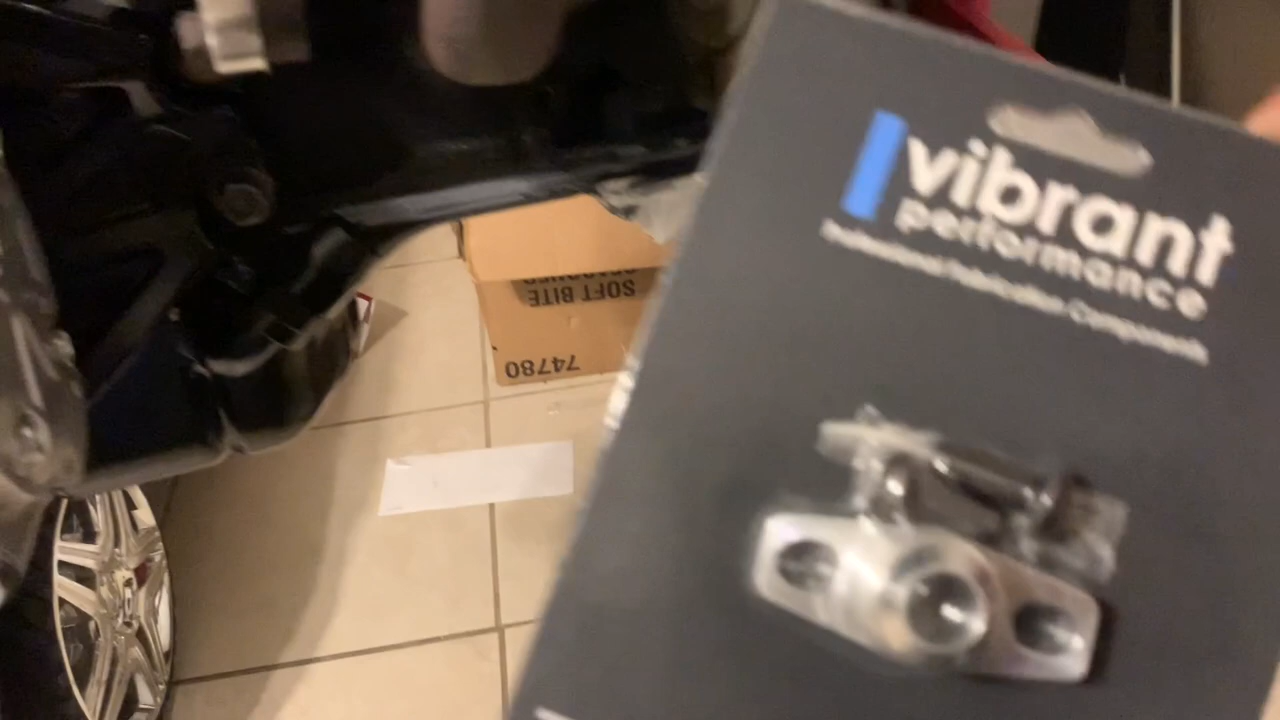 vibrant
performance
Professional Fabrication Components
SOFT BITE
74780